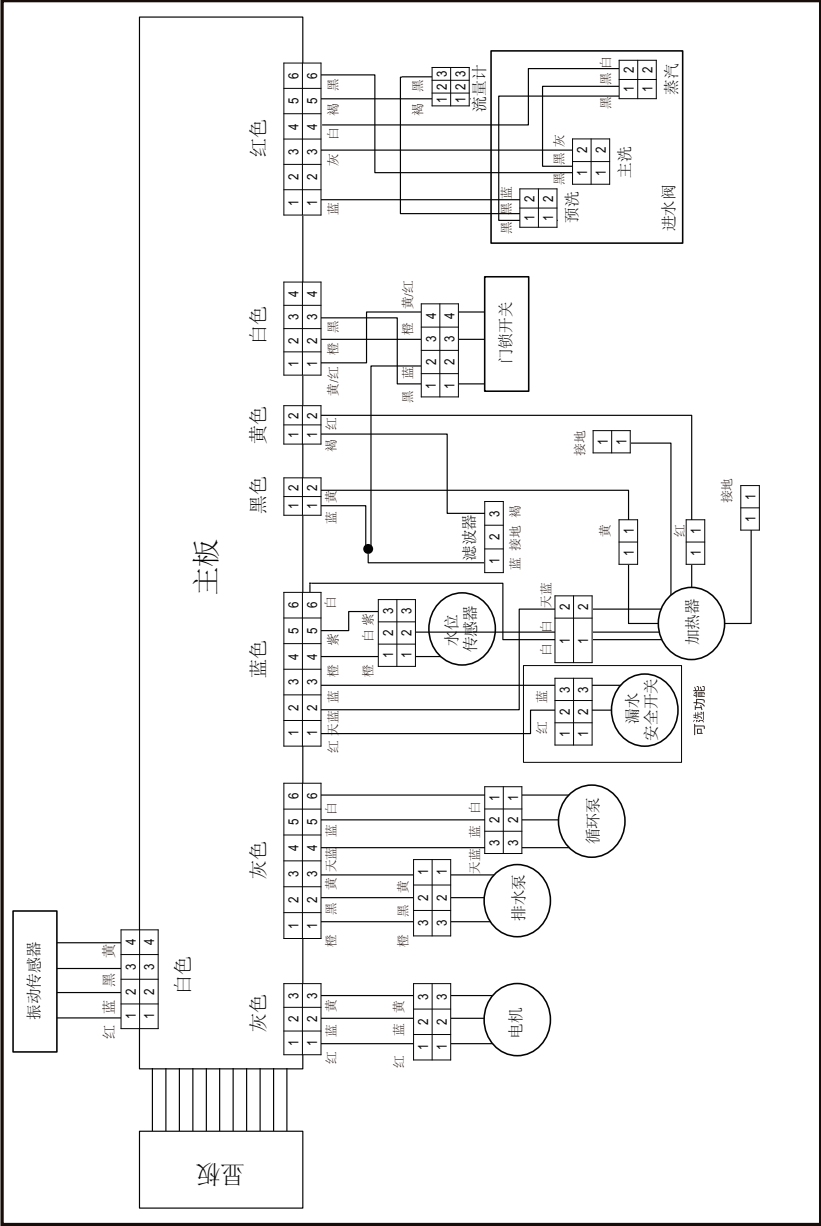 振动传感器
红 蓝 黑 黄
1 2 3 4
1 2 3 4
白色
显板
主板
灰色
1 2 3
1 2 3
红 蓝 黄
红 蓝 黄
1 2 3
1 2 3
电机
灰色
1 2 3 4 5 6
1 2 3 4 5 6
橙 黑 黄 天蓝 蓝 白
橙 黑 黄
3 2 1
3 2 1
排水泵
天蓝 蓝 白
3 2 1
3 2 1
循环泵
蓝色
1 2 3 4 5 6
1 2 3 4 5 6
红 天蓝 蓝 橙 紫 白
橙 白 紫
1 2 3
1 2 3
水位
传感器
红 蓝
1 2 3
1 2 3
漏水
安全开关
可选功能
白 白 天蓝
1 2
1 2
加热器
黑色
1 2
1 2
蓝 黄
滤波器
1 2 3
蓝 接地 褐
黄
1
1
红
1
1
接地
1
1
接地
1
1
黄色
1 2
1 2
褐 红
白色
1 2 3 4
1 2 3 4
黄/红 橙 黑
黑 蓝 橙 黄/红
1 2 3 4
1 2 3 4
门锁开关
红色
1 2 3 4 5 6
1 2 3 4 5 6
蓝 灰 白 褐 黑
褐 黑
1 2 3
1 2 3
流量计
黑 黑 蓝
1 2
1 2
预洗
黑 黑 灰
1 2
1 2
主洗
黑 黑 白
1 2
1 2
蒸汽
进水阀